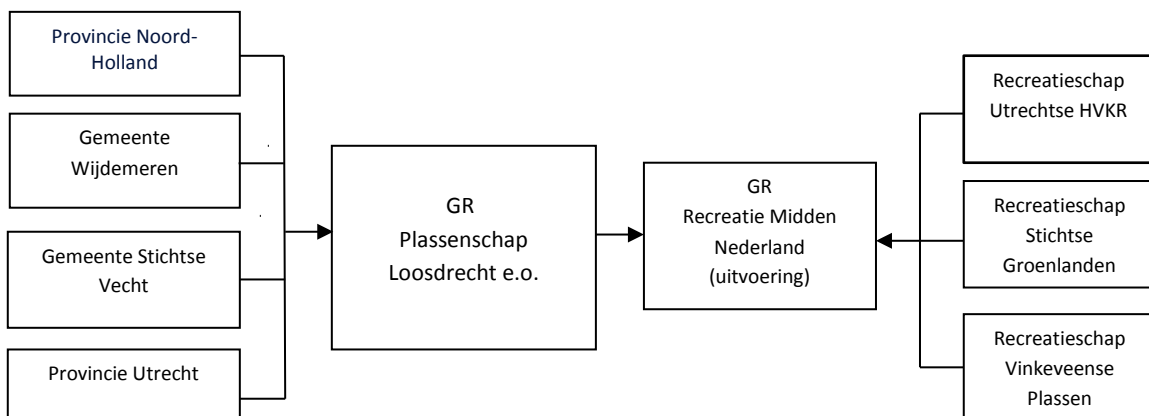 Provincie Noord-
Holland
Gemeente
Wijdemeren
Gemeente Stichtse
Vecht
Provincie Utrecht
GR
Plassenschap
Loosdrecht e.o.
GR
Recreatie Midden
Nederland
(uitvoering)
Recreatieschap
Utrechtse HVKR
Recreatieschap
Stichtse
Groenlanden
Recreatieschap
Vinkeveense
Plassen